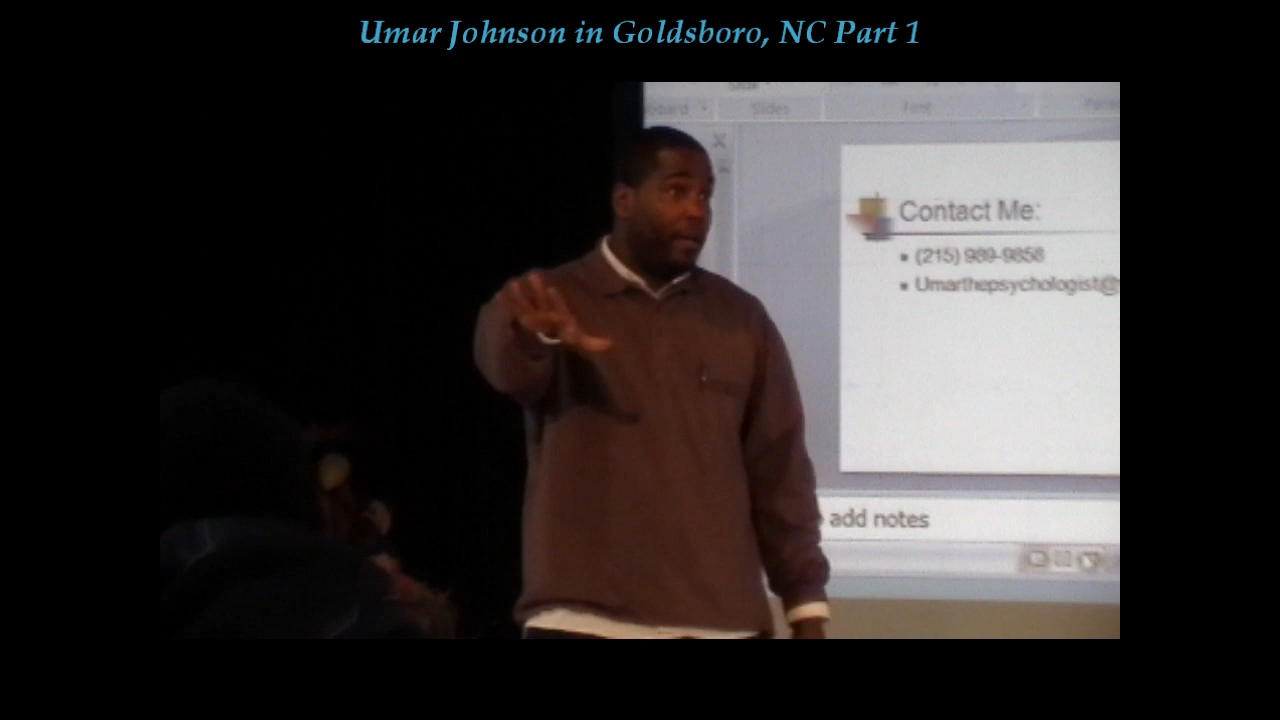 Umar Johnson in Goldsboro, NC Part 1
Slides
Font
Contact Me:
▪ (215) 989-9858
▪ Umarthepsychologist@
add notes